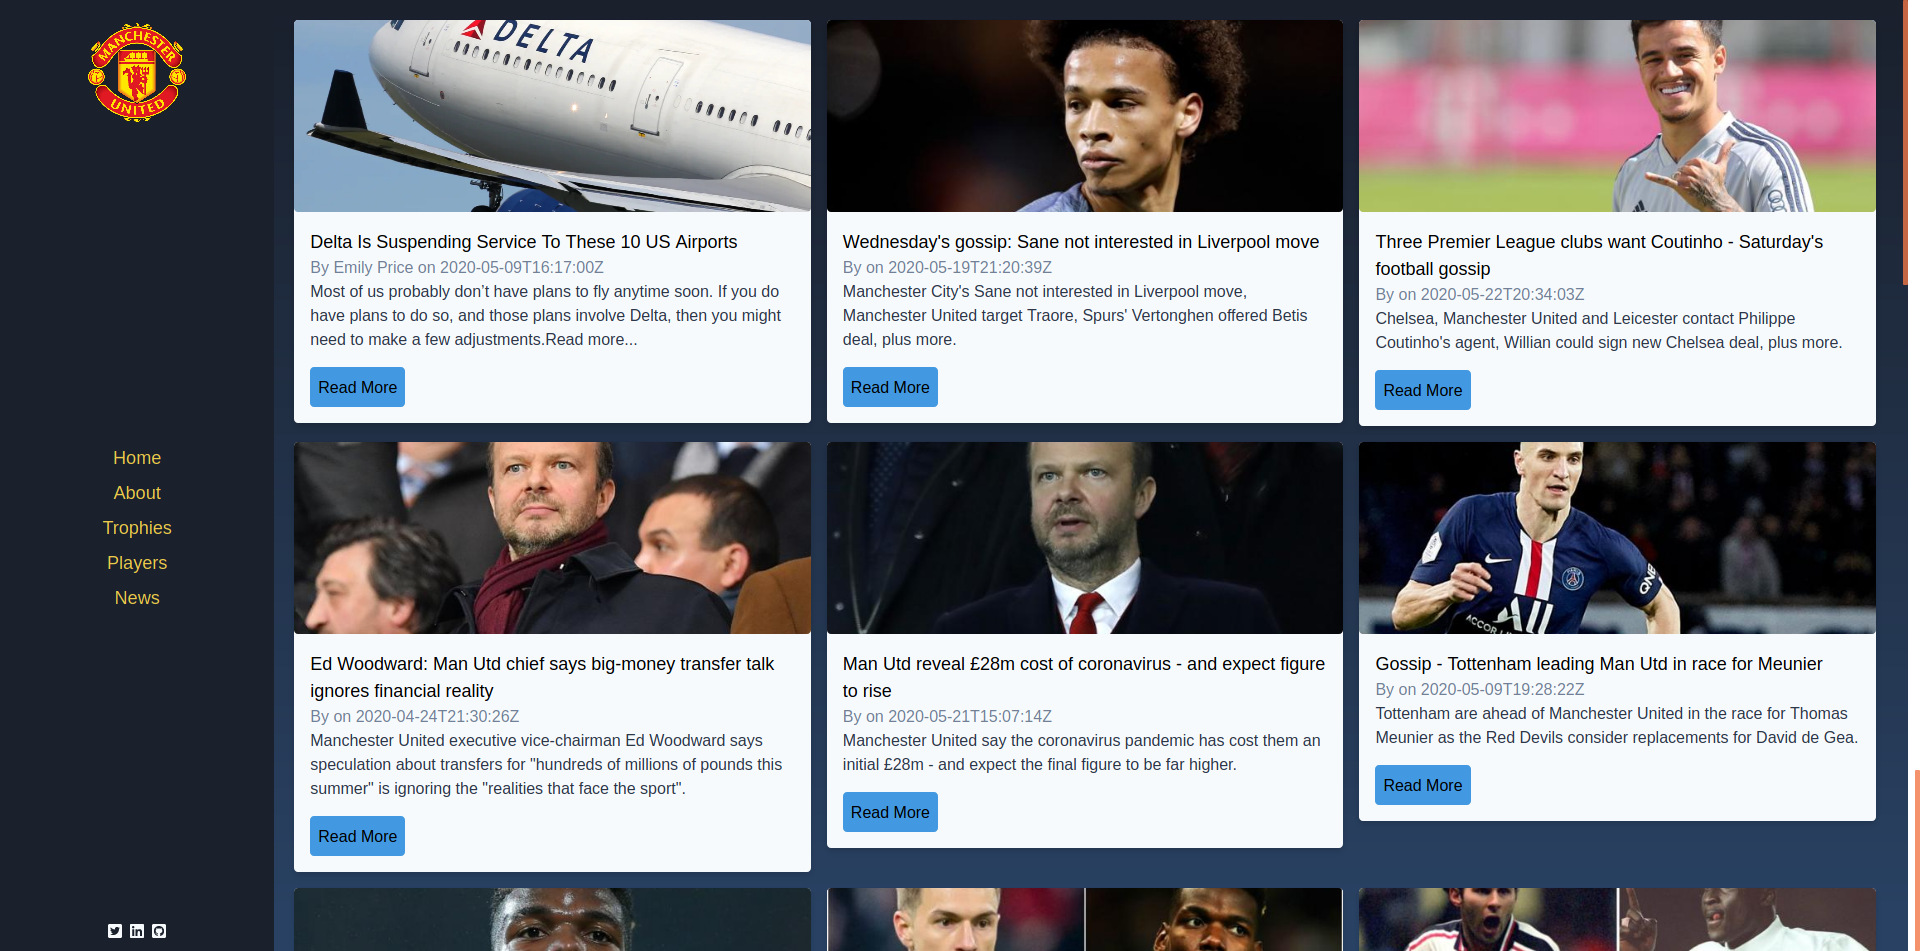 MANCHESTER
UNITED
Home
About
Trophies
Players
News
DELTA
Delta Is Suspending Service To These 10 US Airports
By Emily Price on 2020-05-09T16:17:00Z
Most of us probably don’t have plans to fly anytime soon. If you do
have plans to do so, and those plans involve Delta, then you might
need to make a few adjustments.Read more...
Read More
Wednesday's gossip: Sane not interested in Liverpool move
By on 2020-05-19T21:20:39Z
Manchester City's Sane not interested in Liverpool move,
Manchester United target Traore, Spurs' Vertonghen offered Betis
deal, plus more.
Read More
Three Premier League clubs want Coutinho - Saturday's
football gossip
By on 2020-05-22T20:34:03Z
Chelsea, Manchester United and Leicester contact Philippe
Coutinho's agent, Willian could sign new Chelsea deal, plus more.
Read More
Ed Woodward: Man Utd chief says big-money transfer talk
ignores financial reality
By on 2020-04-24T21:30:26Z
Manchester United executive vice-chairman Ed Woodward says
speculation about transfers for "hundreds of millions of pounds this
summer" is ignoring the "realities that face the sport".
Read More
Man Utd reveal £28m cost of coronavirus - and expect figure
to rise
By on 2020-05-21T15:07:14Z
Manchester United say the coronavirus pandemic has cost them an
initial £28m - and expect the final figure to be far higher.
Read More
QNB
ALL
Gossip - Tottenham leading Man Utd in race for Meunier
By on 2020-05-09T19:28:22Z
Tottenham are ahead of Manchester United in the race for Thomas
Meunier as the Red Devils consider replacements for David de Gea.
Read More